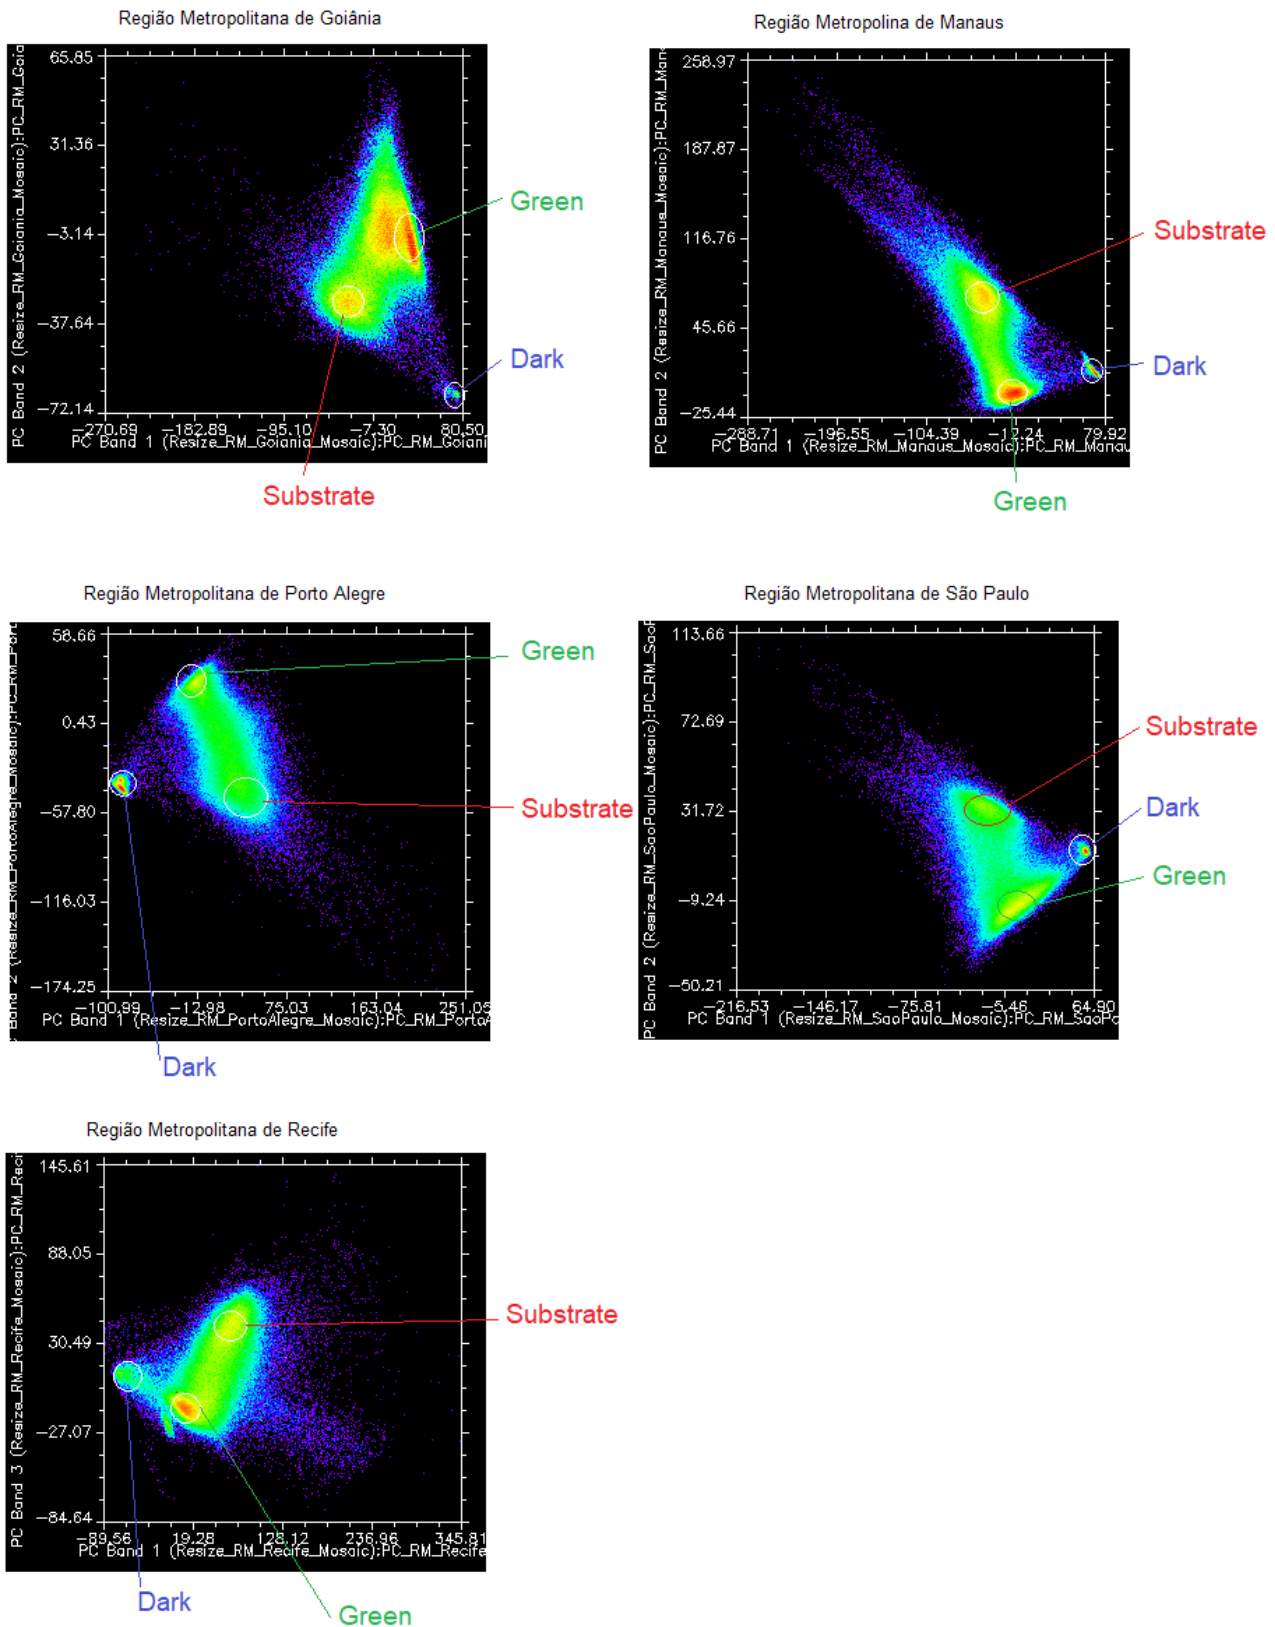 Região Metropolitana de Goiânia
65.85
31.36
-3.14
-37.64
-72.14
-270.69 -182.89 -95.10 -7.30 80.50
PC Band 1 (Resize_RM_Goiania_Mosaic):PC_RM_Goiani
PC Band 2 (Resize_RM_Goiania_Mosaic):PC_RM_Goia
Green
Dark
Substrate
Região Metropolina de Manaus
258.97
187.87
116.76
45.66
-25.44
-288.71 -196.55 -104.39 -12.24 79.92
PC Band 1 (Resize_RM_Manaus_Mosaic):PC_RM_Manau
PC Band 2 (Resize_RM_Manaus_Mosaic):PC_RM_Mana
Substrate
Dark
Green
Região Metropolitana de Porto Alegre
58.66
0.43
-57.80
-116.03
-174.25
-100.99 -12.98 75.03 163.04 251.05
PC Band 1 (Resize_RM_PortoAlegre_Mosaic):PC_RM_PortoA
Band 2 (Resize_RM_PortoAlegre_Mosaic):PC_RM_Port
Green
Substrate
Dark
Região Metropolitana de São Paulo
113.66
72.69
31.72
-9.24
-50.21
-216.53 -146.17 -75.81 -5.46 64.90
PC Band 1 (Resize_RM_SaoPaulo_Mosaic):PC_RM_SaoPa
PC Band 2 (Resize_RM_SaoPaulo_Mosaic):PC_RM_SaoP
Substrate
Dark
Green
Região Metropolitana de Recife
145.61
88.05
30.49
-27.07
-84.64
-89.56 19.28 128.12 236.96 345.81
PC Band 1 (Resize_RM_Recife_Mosaic):PC_RM_Recife
PC Band 3 (Resize_RM_Recife_Mosaic):PC_RM_Reci
Substrate
Dark
Green